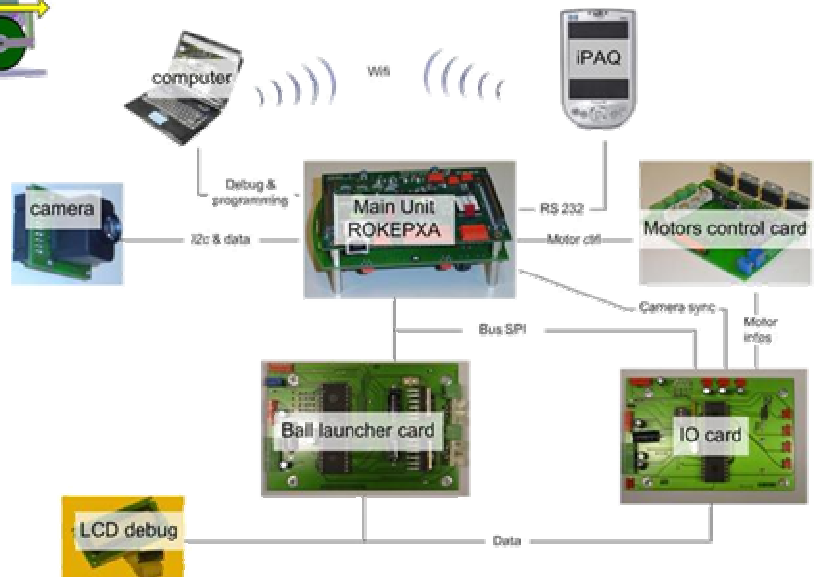 computer
Wifi
iPAQ
camera
Debug &
programming
Main Unit
ROKEPXA
RS 232
Motors control card
I2c & data
Motor ctrl
Camera sync
Bus SPI
Motor
infos
Ball launcher card
IO card
LCD debug
Data